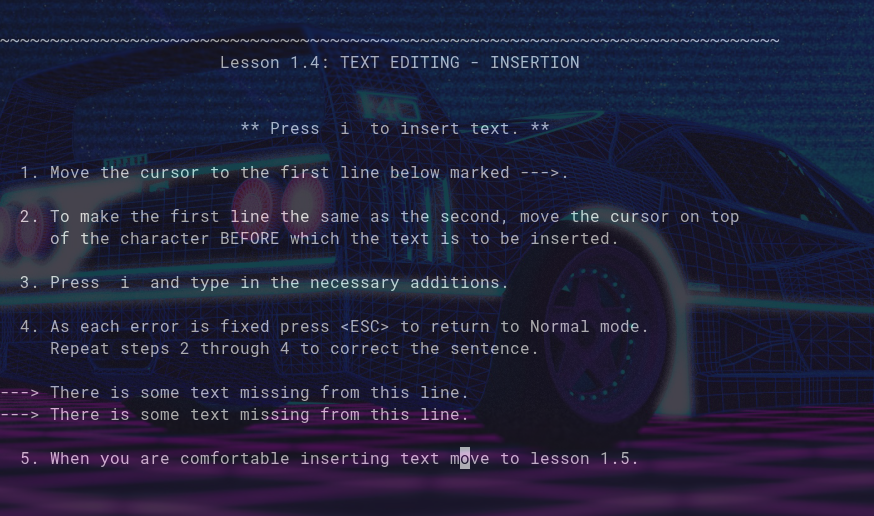 ~~~~~~~~~~~~~~~~~~~~~~~~~~~~~~~~~~~~~~~~~~~~~~~~~~~~~~~~~~~~~~~~~~~~~~~~~~~~~~
Lesson 1.4: TEXT EDITING - INSERTION
** Press  i  to insert text. **
1. Move the cursor to the first line below marked --->.
2. To make the first line the same as the second, move the cursor on top
of the character BEFORE which the text is to be inserted.
3. Press  i  and type in the necessary additions.
4. As each error is fixed press <ESC> to return to Normal mode.
Repeat steps 2 through 4 to correct the sentence.
---> There is some text missing from this line.
---> There is some text missing from this line.
5. When you are comfortable inserting text move to lesson 1.5.